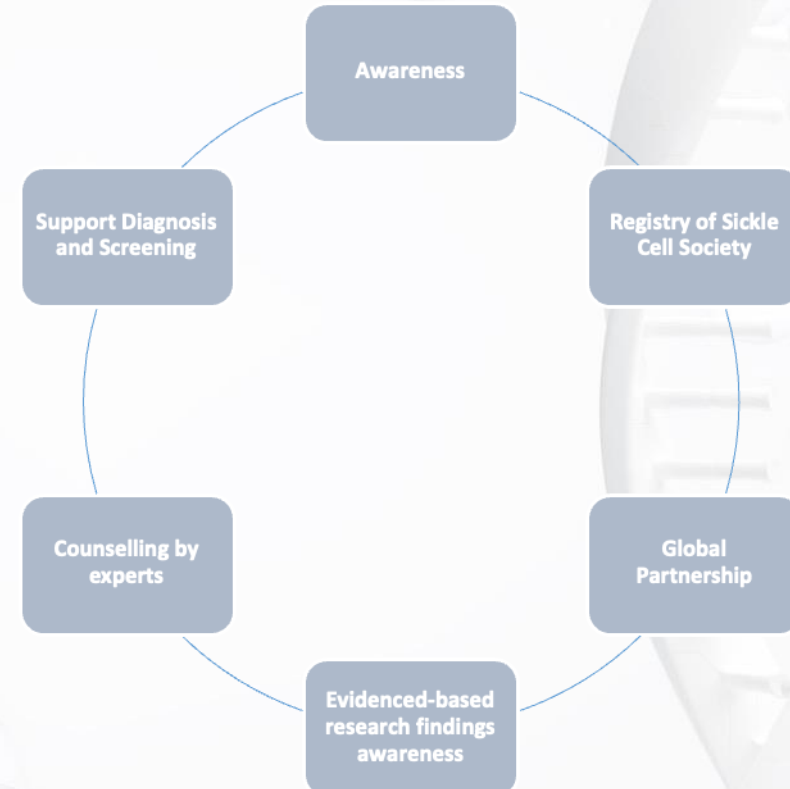 Awareness
Registry of Sickle
Cell Society
Global
Partnership
Evidenced-based
research findings
awareness
Counselling by
experts
Support Diagnosis
and Screening